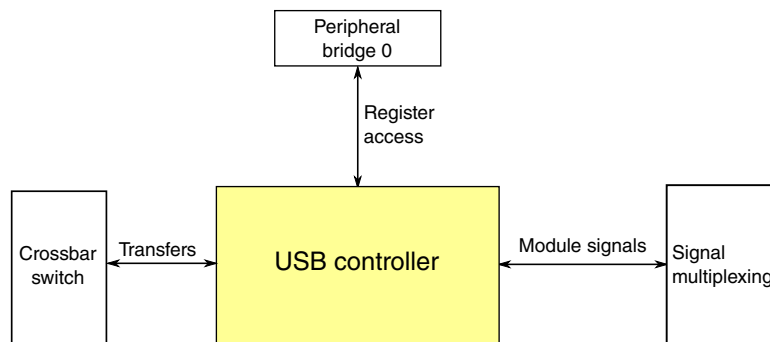 Peripheral
bridge 0
Register
access
Crossbar
switch
Transfers
USB controller
Module signals
Signal
multiplexing